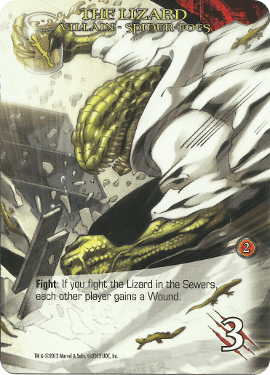 THE LIZARD
VILLAIN - SPIDER-FOES
2
Fight: If you fight the Lizard in the Sewers,
each other player gains a Wound.
3
TM & ©2012 Marvel & Subs. ©2012 UDC, Inc.